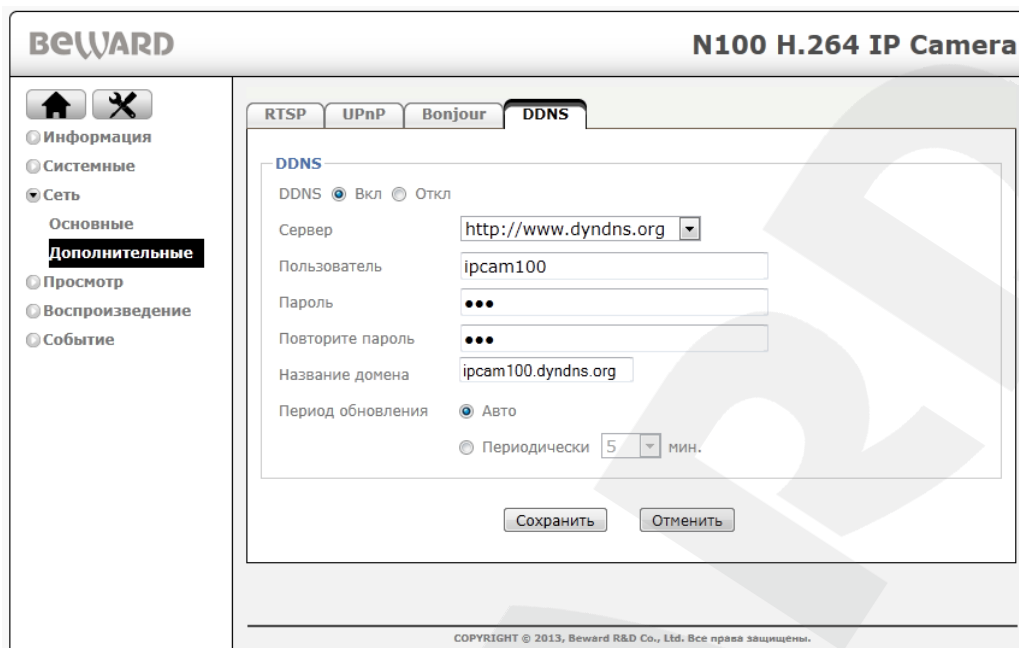 BEWARD
N100 H.264 IP Camera
Информация
Системные
Сеть
Основные
Дополнительные
Просмотр
Воспроизведение
Событие
RTSP UPnP Bonjour DDNS
DDNS
DDNS Вкл Откл
Сервер http://www.dyndns.org
Пользователь ipcam100
Пароль •••
Повторите пароль •••
Название домена ipcam100.dyndns.org
Период обновления Авто
Периодически 5 мин.
Сохранить Отменить
COPYRIGHT © 2013, Beward R&D Co., Ltd. Все права защищены.